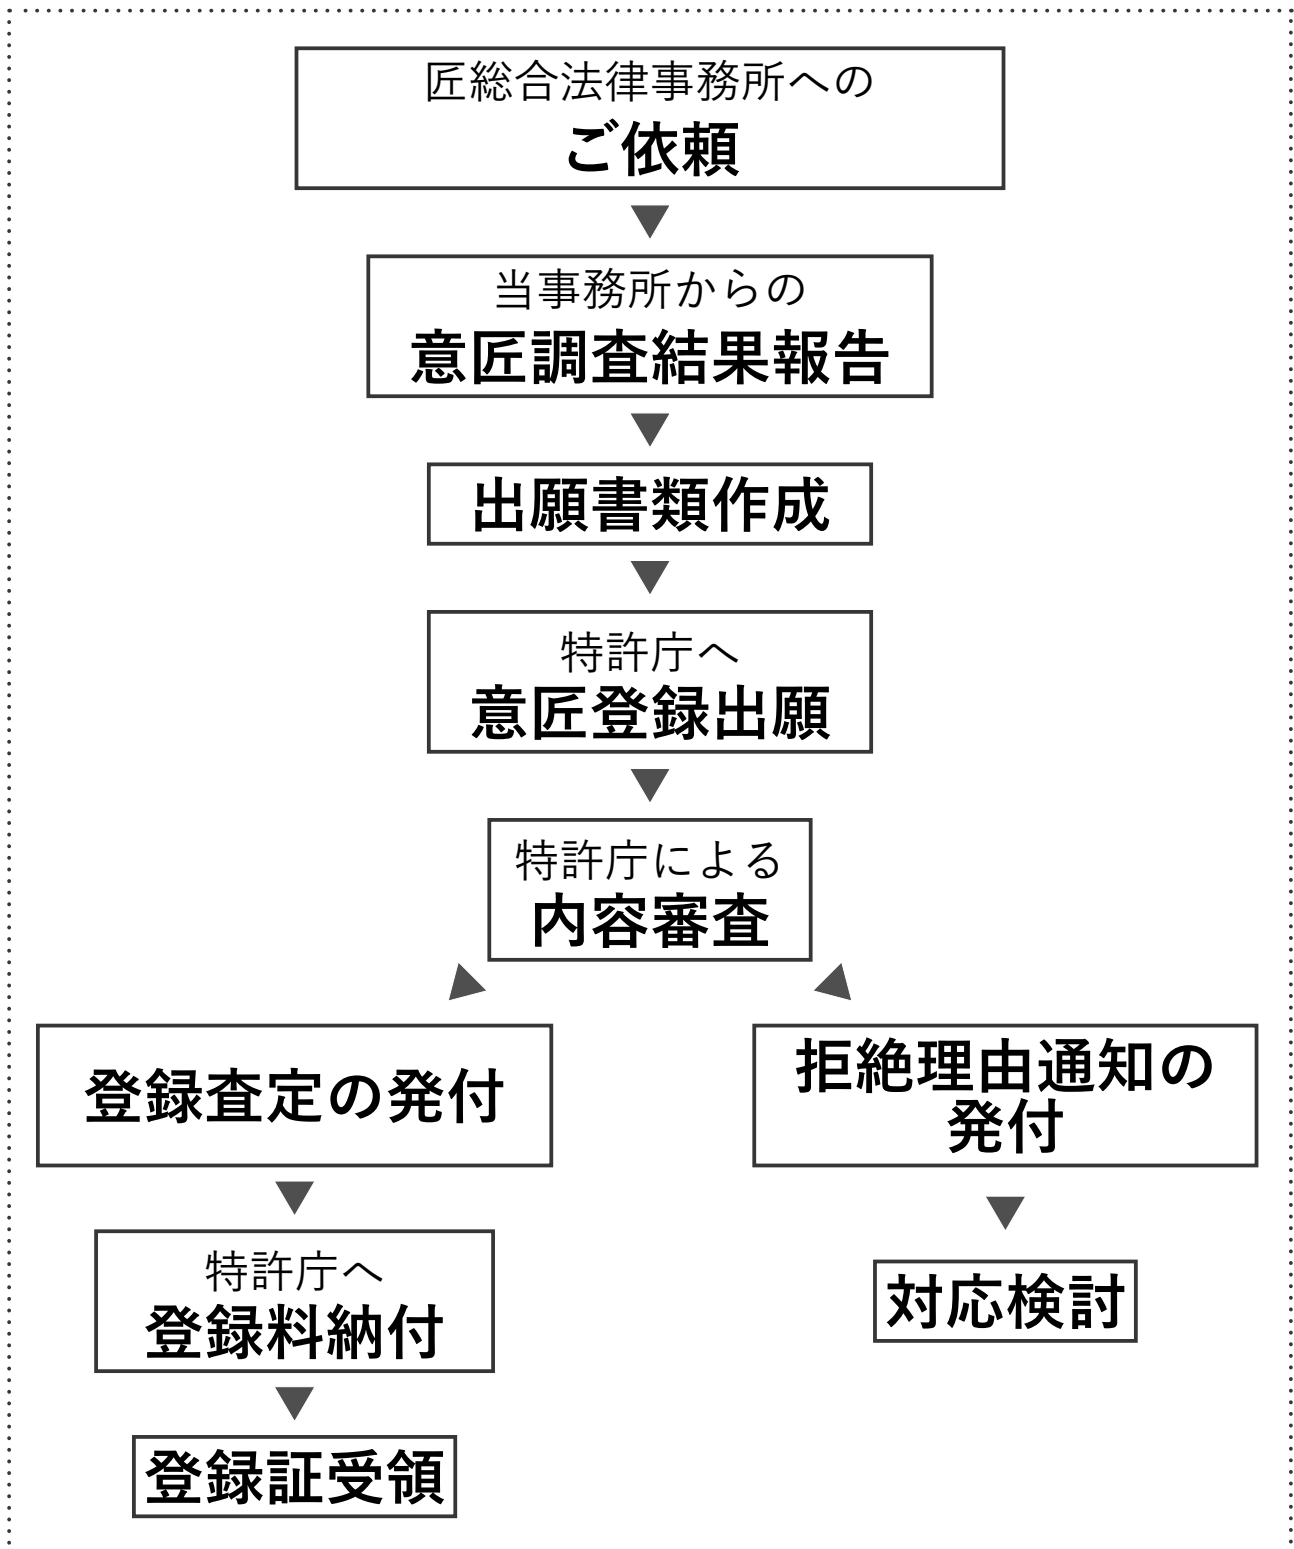 匠総合法律事務所への
ご依頼
当事務所からの
意匠調査結果報告
出願書類作成
特許庁へ
意匠登録出願
特許庁による
内容審査
登録査定の発付
拒絶理由通知の
発付
特許庁へ
登録料納付
対応検討
登録証受領